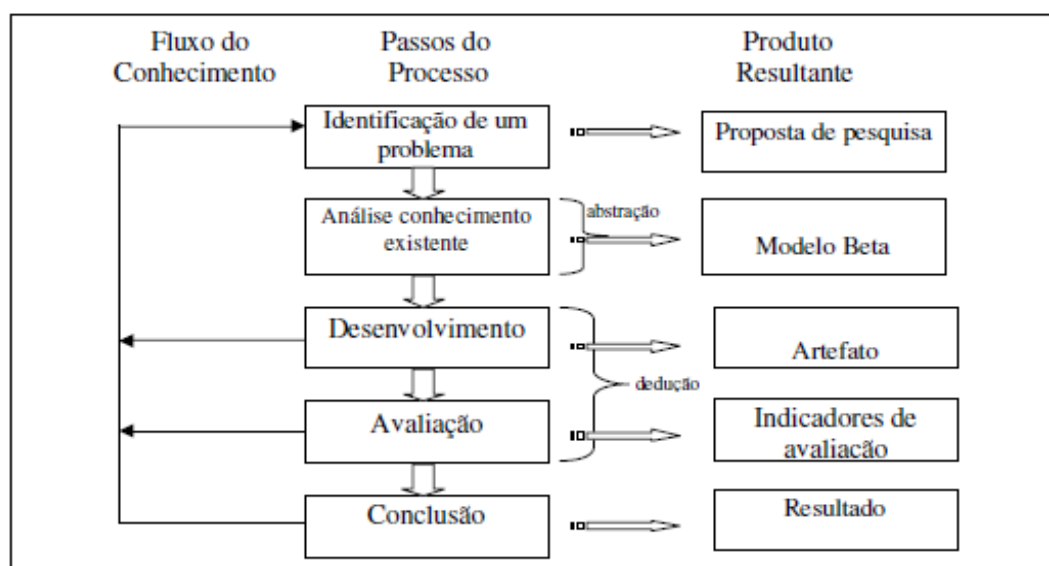 Fluxo do
Conhecimento
Passos do
Processo
Produto
Resultante
Identificação de um
problema
Proposta de pesquisa
Análise conhecimento
existente
abstração
Modelo Beta
Desenvolvimento
Artefato
dedução
Avaliação
Indicadores de
avaliacão
Conclusão
Resultado